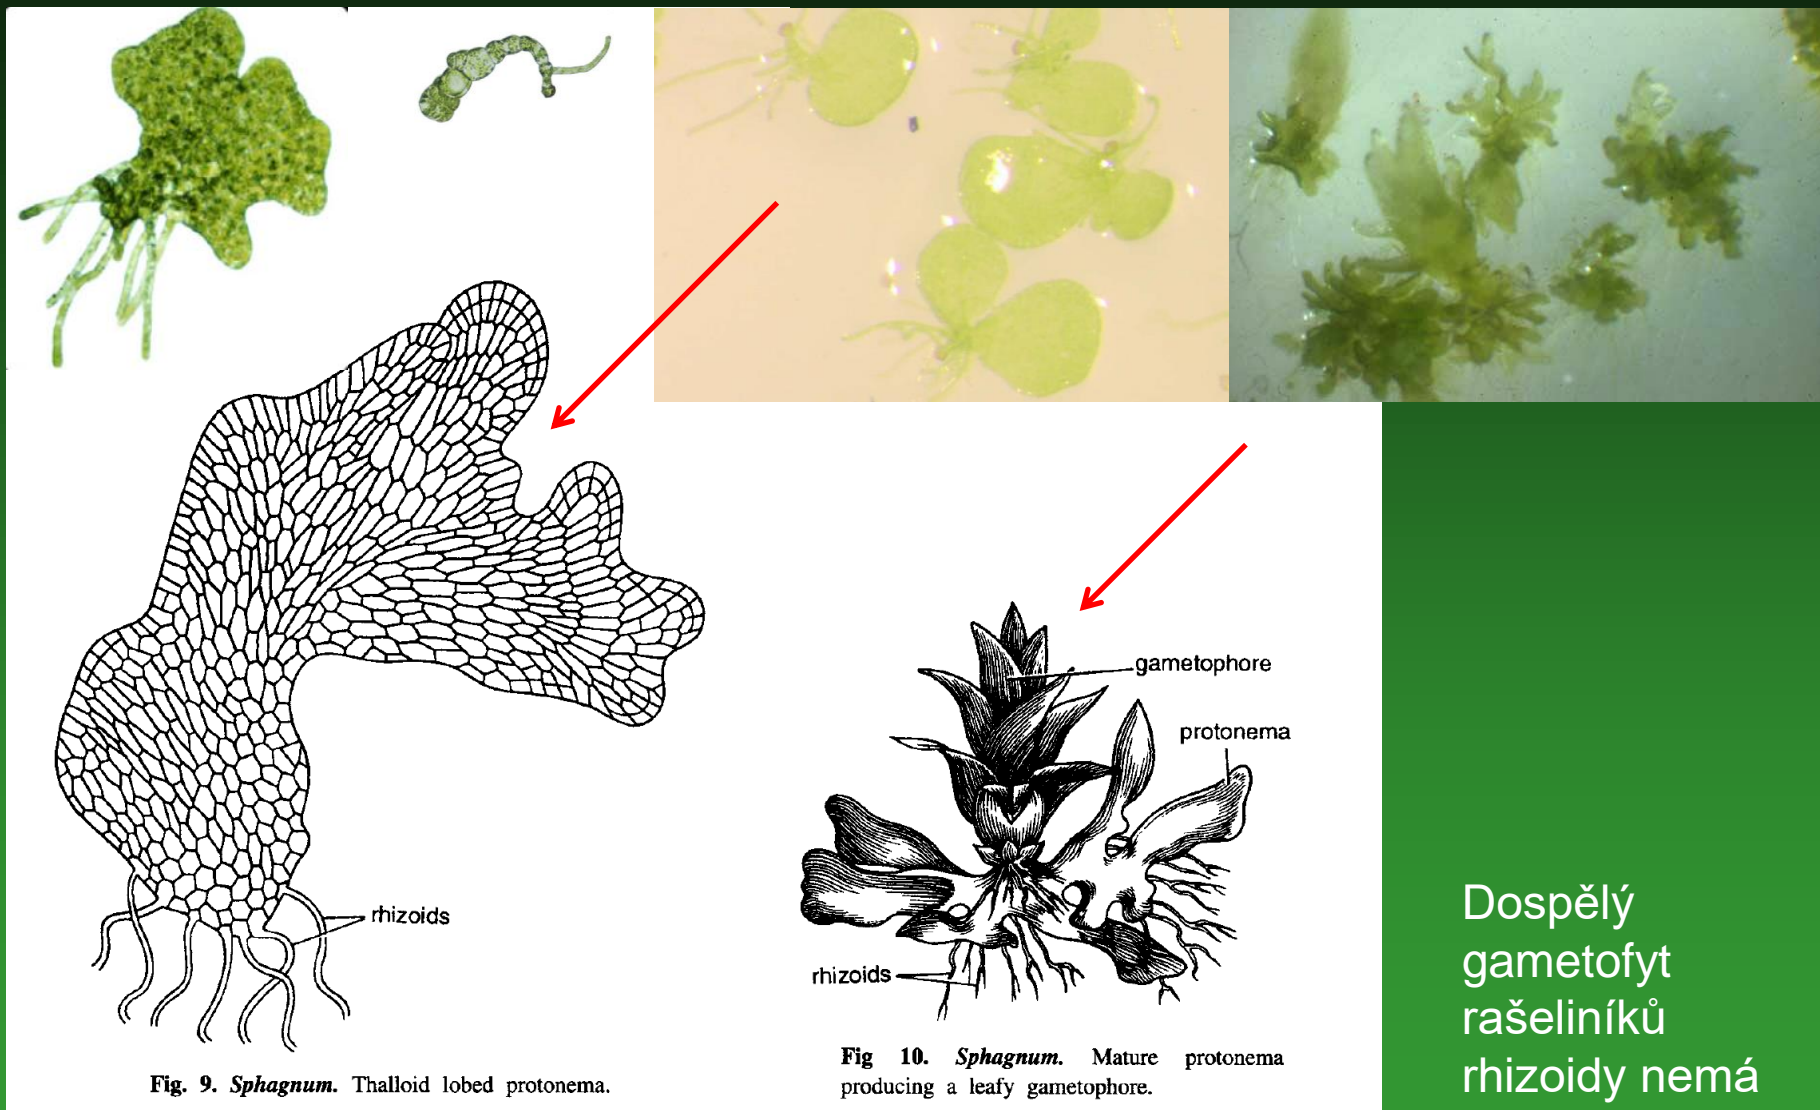 gametophore
protonema
rhizoids
rhizoids
Fig. 9. Sphagnum. Thalloid lobed protonema.
Fig 10. Sphagnum. Mature protonema
producing a leafy gametophore.
Dospělý
gametofyt
rašeliníků
rhizoidy nemá